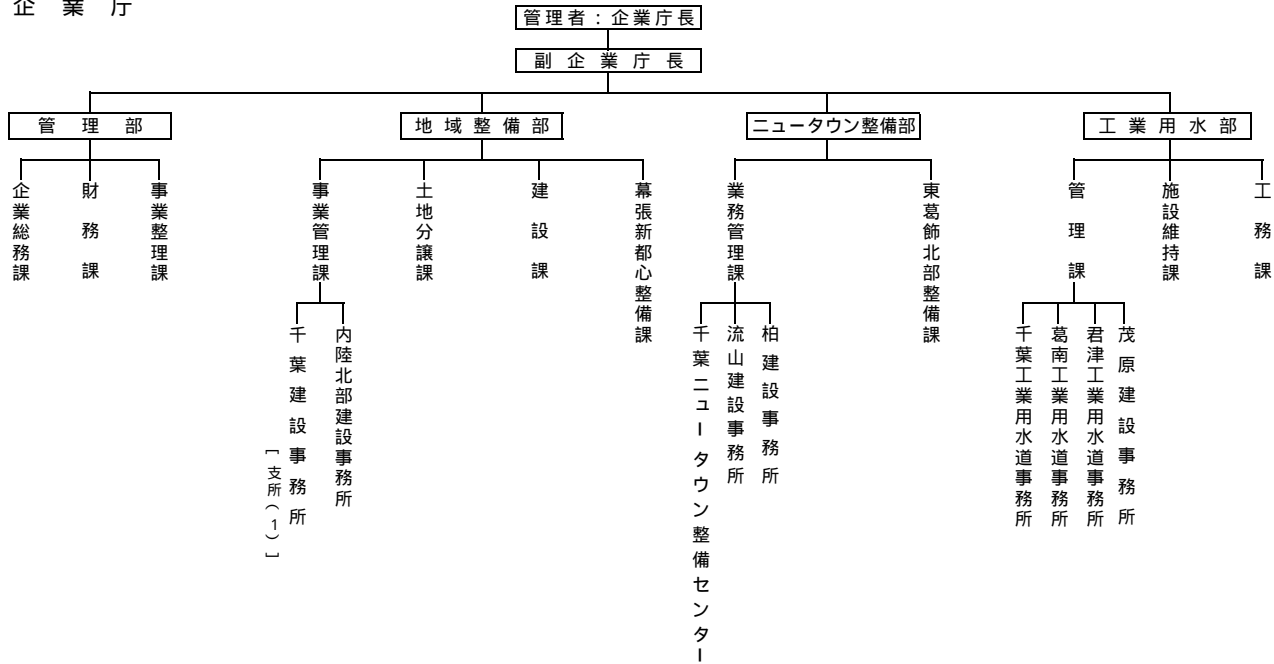 企業庁
管理者：企業庁長
副企業庁長
管理部
地域整備部
ニュータウン整備部
工業用水部
企業総務課
財務課
事業整理課
事業管理課
土地分譲課
建設課
幕張新都心整備課
業務管理課
東葛飾北部整備課
管理課
施設維持課
工務課
千葉建設事務所
［支所（1）］
内陸北部建設事務所
千葉ニュータウン整備センター
流山建設事務所
柏建設事務所
千葉工業用水道事務所
葛南工業用水道事務所
君津工業用水道事務所
茂原建設事務所